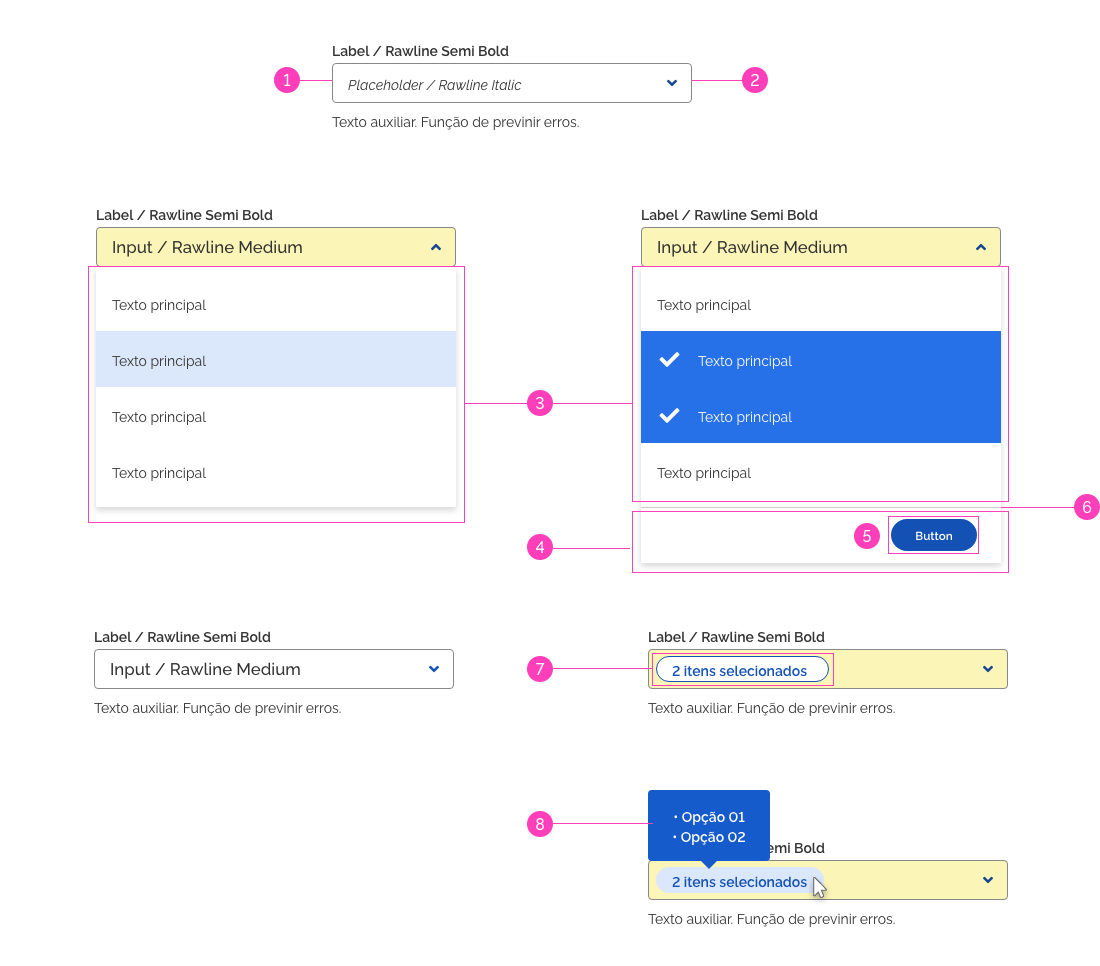 Label / Rawline Semi Bold
1
Placeholder / Rawline Italic
2
Texto auxiliar. Função de previnir erros.
Label / Rawline Semi Bold
Input / Rawline Medium
Texto principal
Texto principal
Texto principal
Texto principal
3
Label / Rawline Semi Bold
Input / Rawline Medium
Texto principal
Texto principal
Texto principal
Texto principal
6
4
5
Button
Label / Rawline Semi Bold
Input / Rawline Medium
Texto auxiliar. Função de previnir erros.
Label / Rawline Semi Bold
7
2 itens selecionados
Texto auxiliar. Função de previnir erros.
8
• Opção 01
• Opção 02
emi Bold
2 itens selecionados
Texto auxiliar. Função de previnir erros.